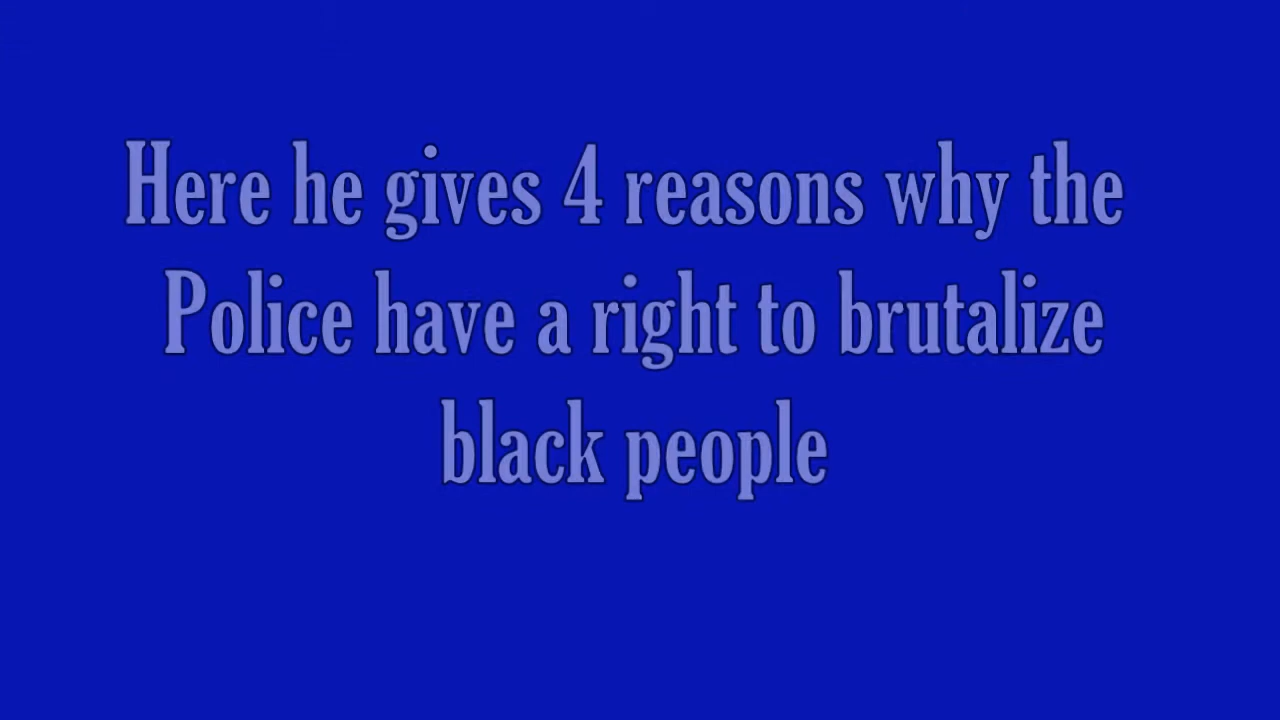 Here he gives 4 reasons why the
Police have a right to brutalize
black people